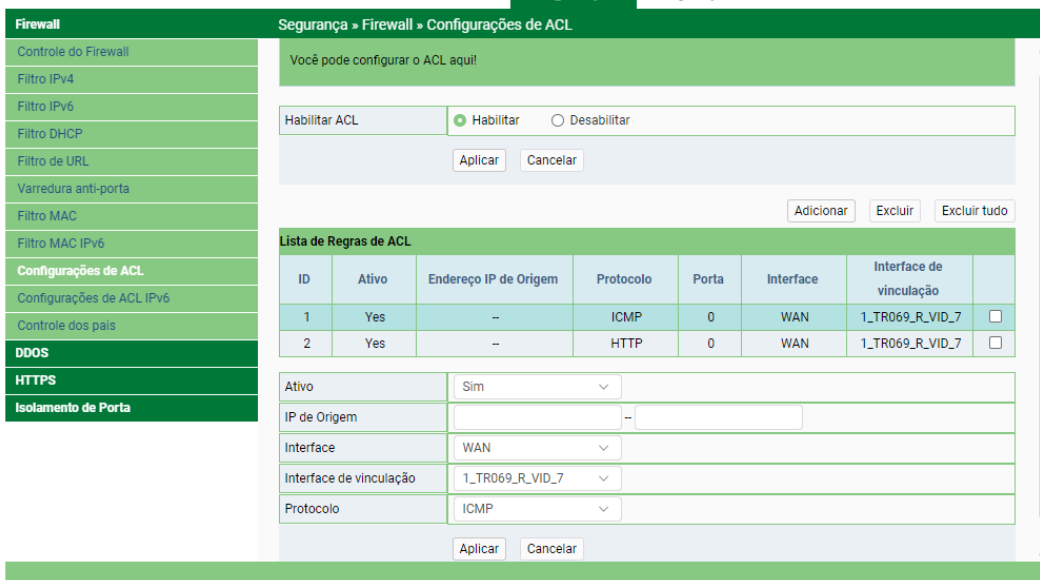 Firewall
Segurança » Firewall » Configurações de ACL
Controle do Firewall
Filtro IPv4
Filtro IPv6
Filtro DHCP
Filtro de URL
Varredura anti-porta
Filtro MAC
Filtro MAC IPv6
Configurações de ACL
Configurações de ACL IPv6
Controle dos pais
DDOS
HTTPS
Isolamento de Porta
Você pode configurar o ACL aqui!
Habilitar ACL Habilitar Desabilitar
Aplicar Cancelar
Adicionar Excluir Excluir tudo
Lista de Regras de ACL
ID Ativo Endereço IP de Origem Protocolo Porta Interface Interface de vinculação
1 Yes -- ICMP 0 WAN 1_TR069_R_VID_7
2 Yes -- HTTP 0 WAN 1_TR069_R_VID_7
Ativo Sim
IP de Origem --
Interface WAN
Interface de vinculação 1_TR069_R_VID_7
Protocolo ICMP
Aplicar Cancelar